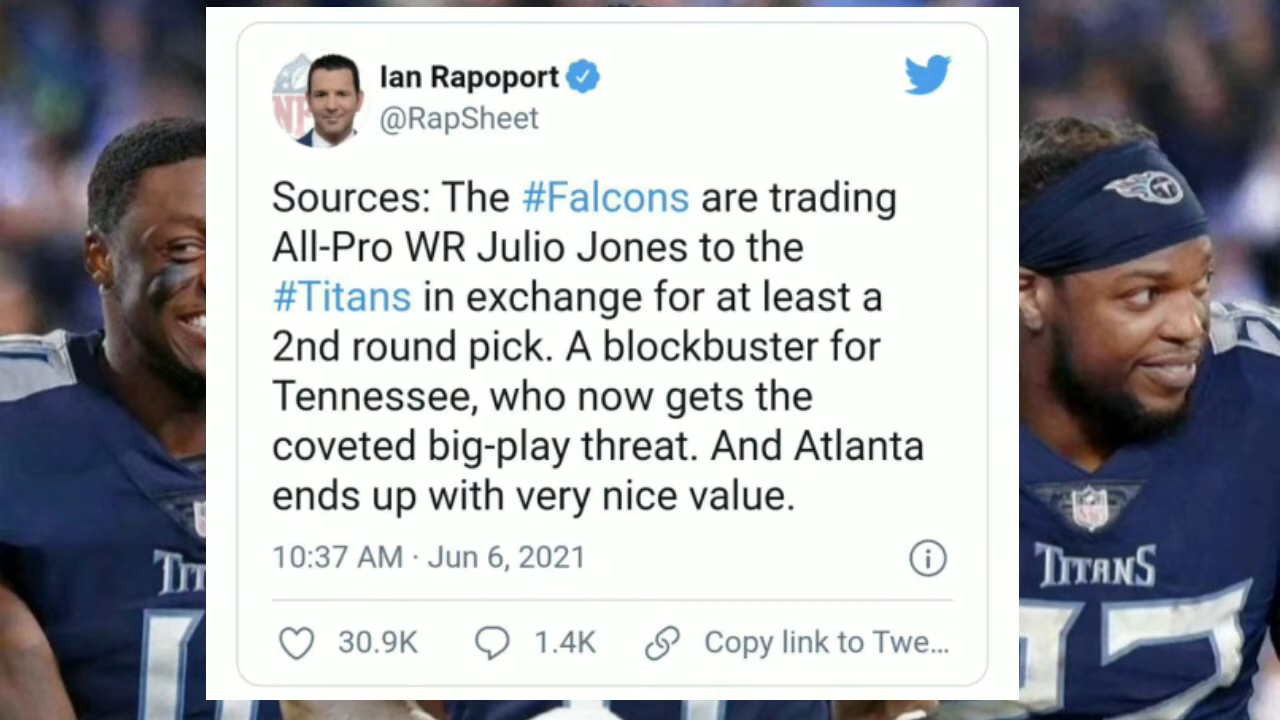 Ian Rapoport
@RapSheet
Sources: The #Falcons are trading
All-Pro WR Julio Jones to the
#Titans in exchange for at least a
2nd round pick. A blockbuster for
Tennessee, who now gets the
coveted big-play threat. And Atlanta
ends up with very nice value.
10:37 AM · Jun 6, 2021
30.9K
1.4K
Copy link to Twe...
TITANS